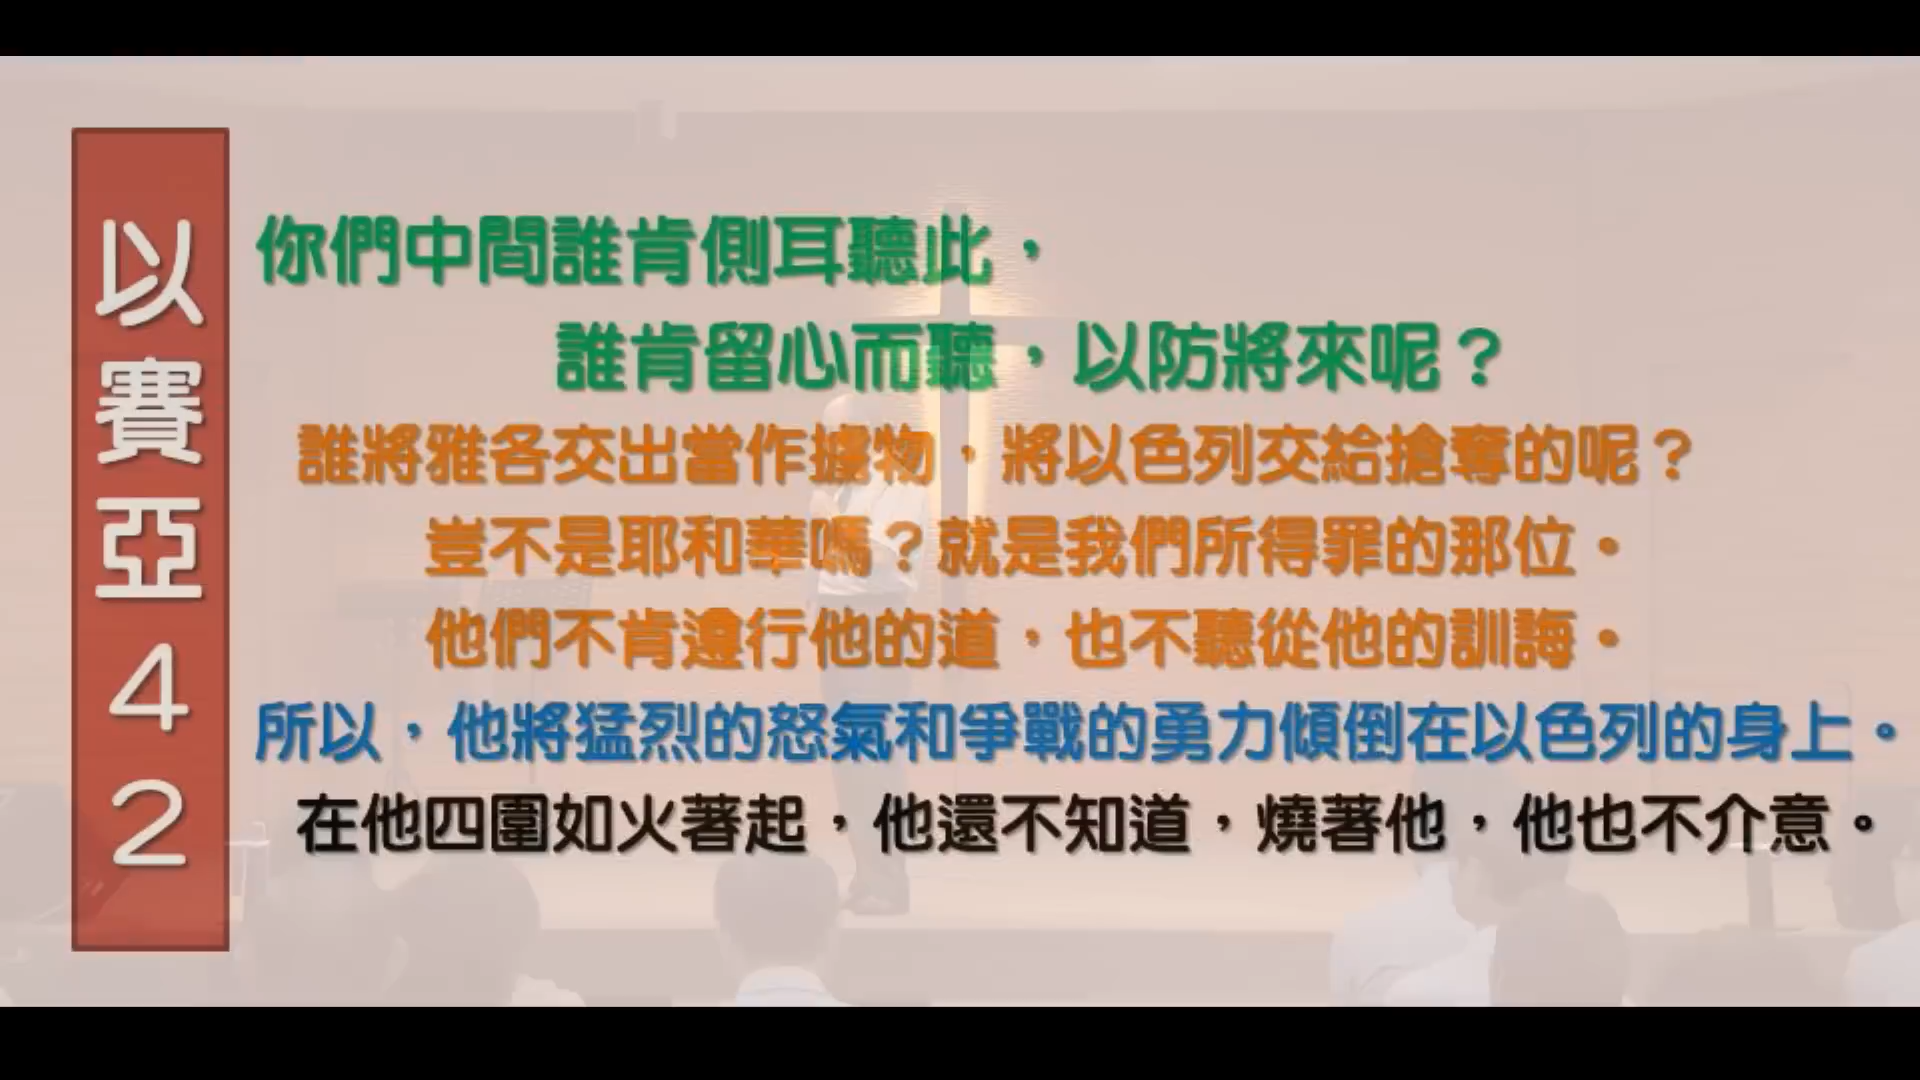 以賽亞42
你們中間誰肯側耳聽此，
誰肯留心而聽，以防將來呢？
誰將雅各交出當作擄物，將以色列交給搶奪的呢？
豈不是耶和華嗎？就是我們所得罪的那位。
他們不肯遵行他的道，也不聽從他的訓誨。
所以，他將猛烈的怒氣和爭戰的勇力傾倒在以色列的身上。
在他四圍如火著起，他還不知道，燒著他，他也不介意。